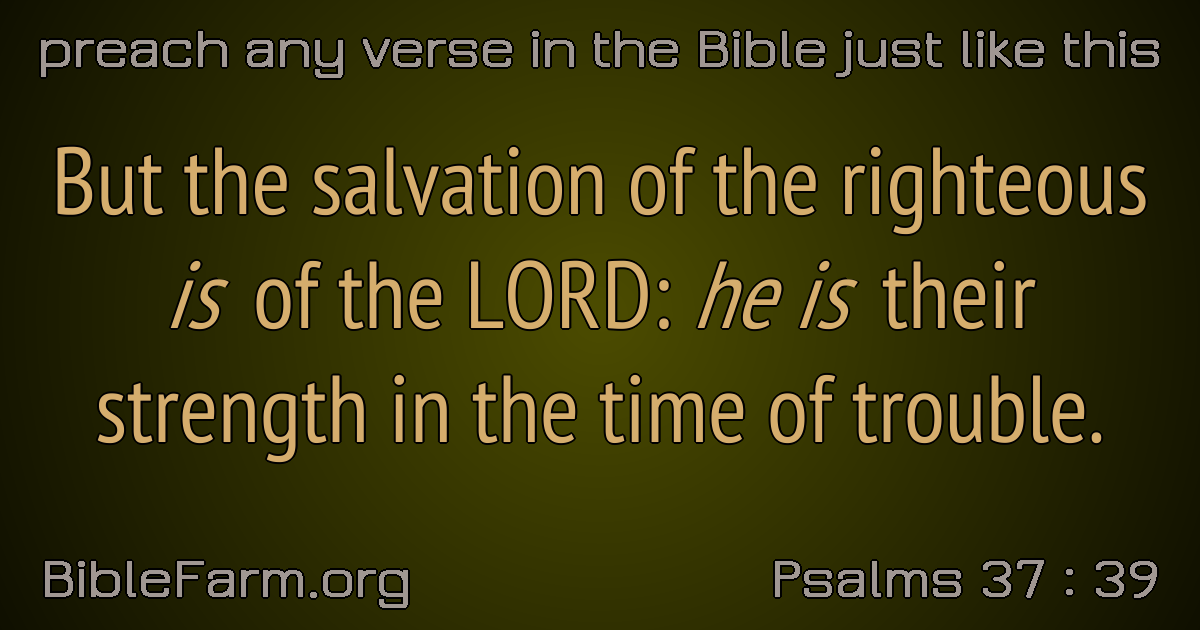 preach any verse in the Bible just like this
But the salvation of the righteous
is of the LORD: he is their
strength in the time of trouble.
BibleFarm.org
Psalms 37 : 39